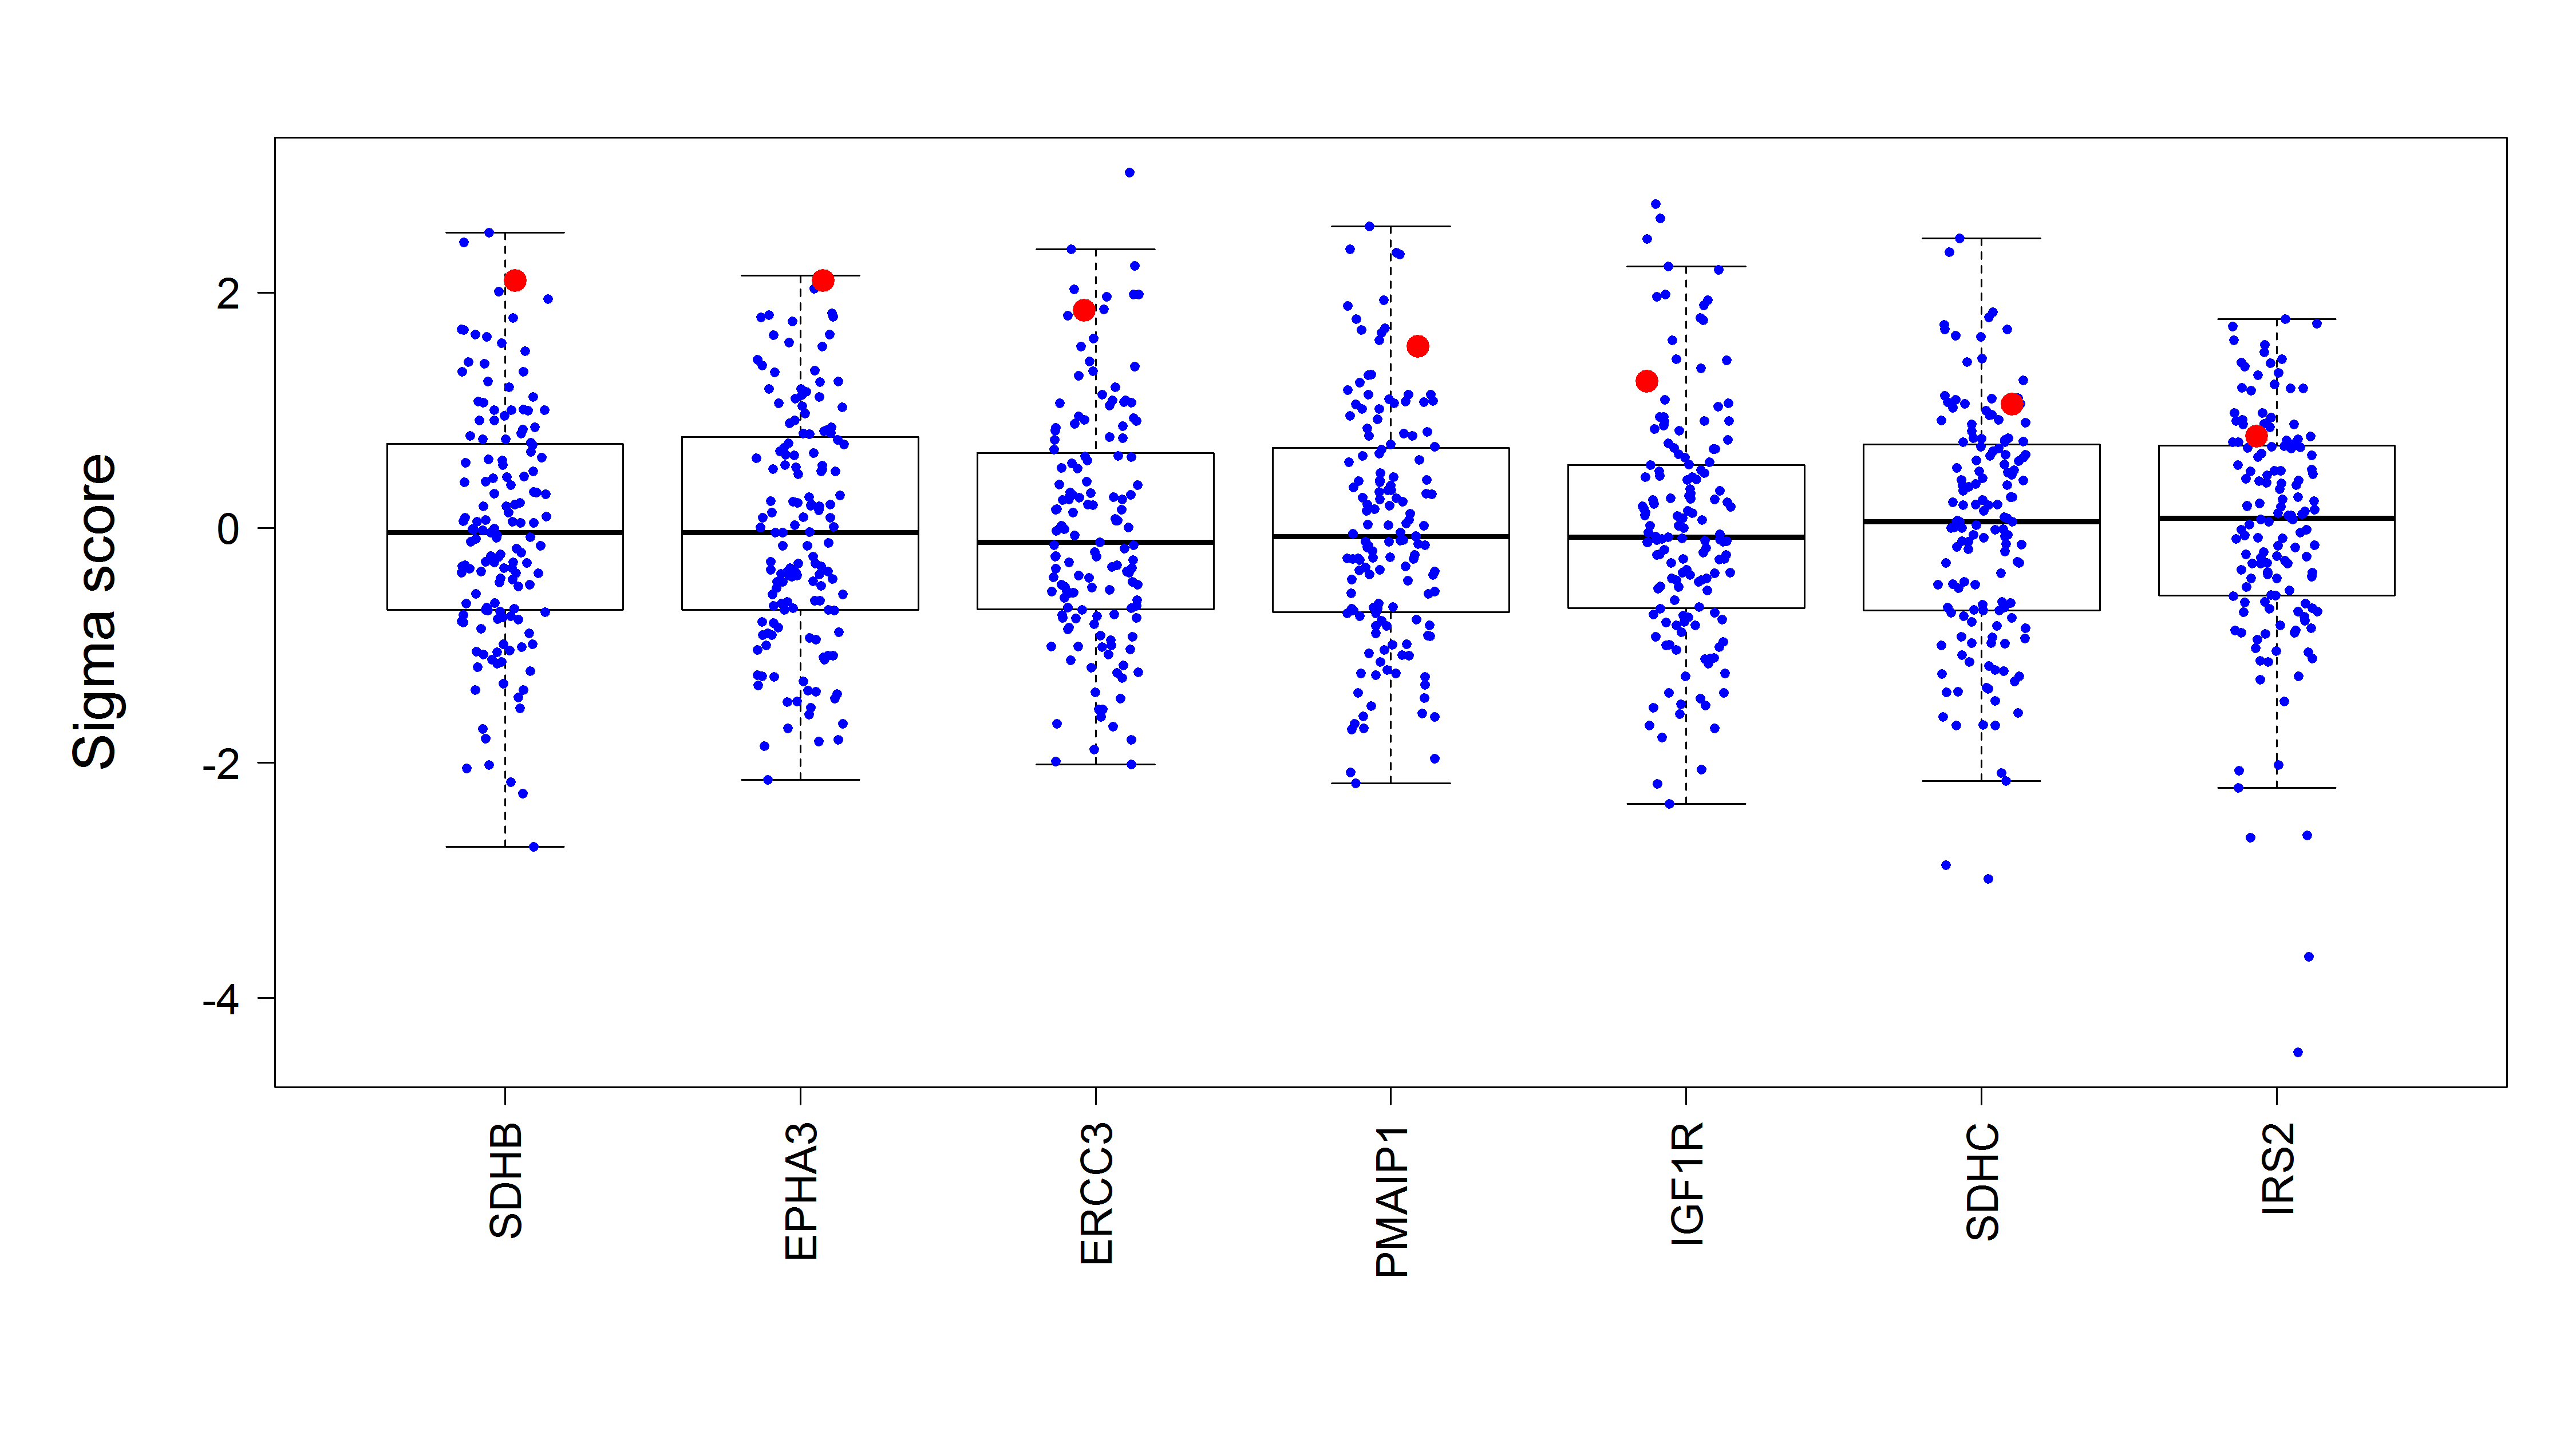 Sigma score
2
0
-2
-4
SDHB
EPHA3
ERCC3
PMAIP1
IGF1R
SDHC
IRS2